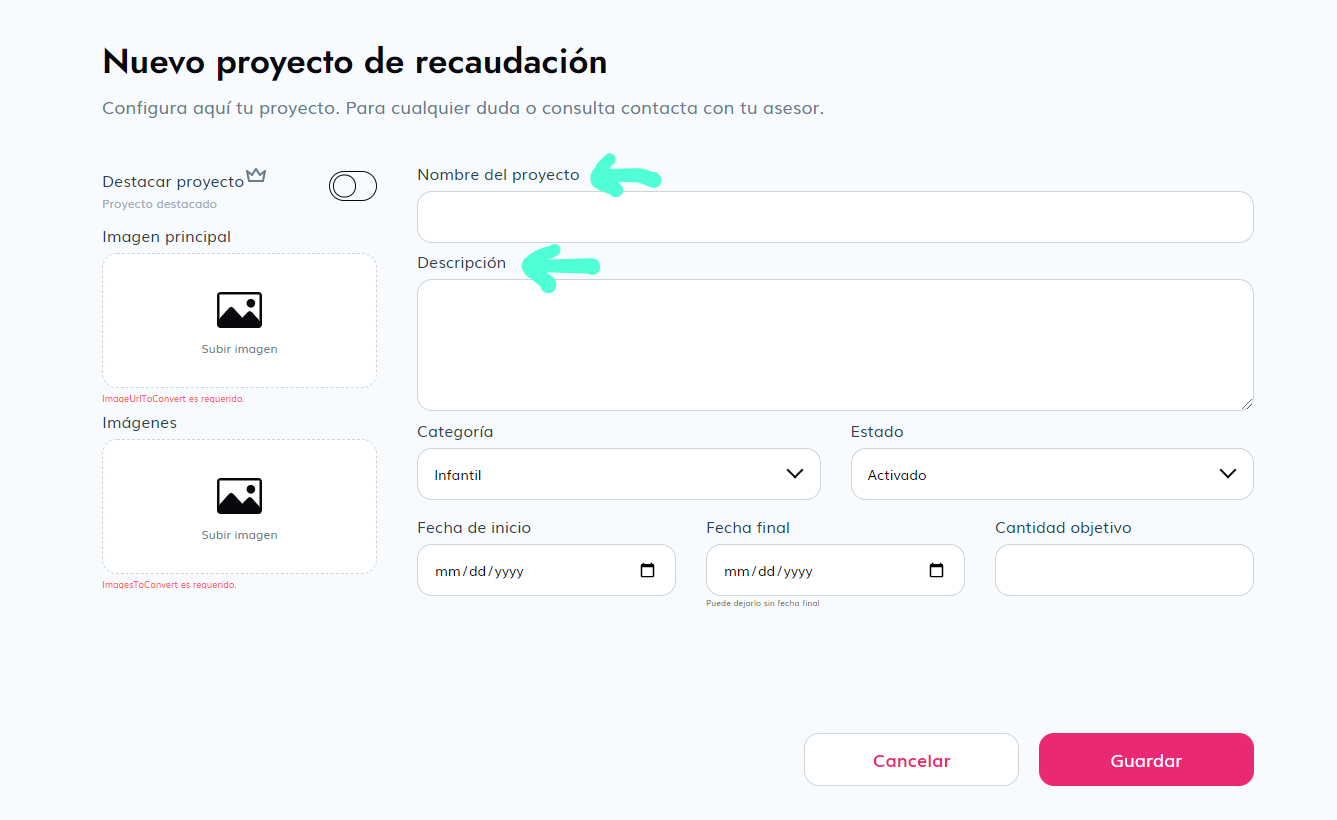 Nuevo proyecto de recaudación
Configura aquí tu proyecto. Para cualquier duda o consulta contacta con tu asesor.
Destacar proyecto
Proyecto destacado
Imagen principal
Subir imagen
ImageUrlToConvert es requerido.
Imágenes
Subir imagen
ImagesToConvert es requerido.
Nombre del proyecto
Descripción
Categoría
Estado
Infantil
Activado
Fecha de inicio
Fecha final
Cantidad objetivo
mm/dd/yyyy
mm/dd/yyyy
Puede dejarlo sin fecha final
Cancelar
Guardar